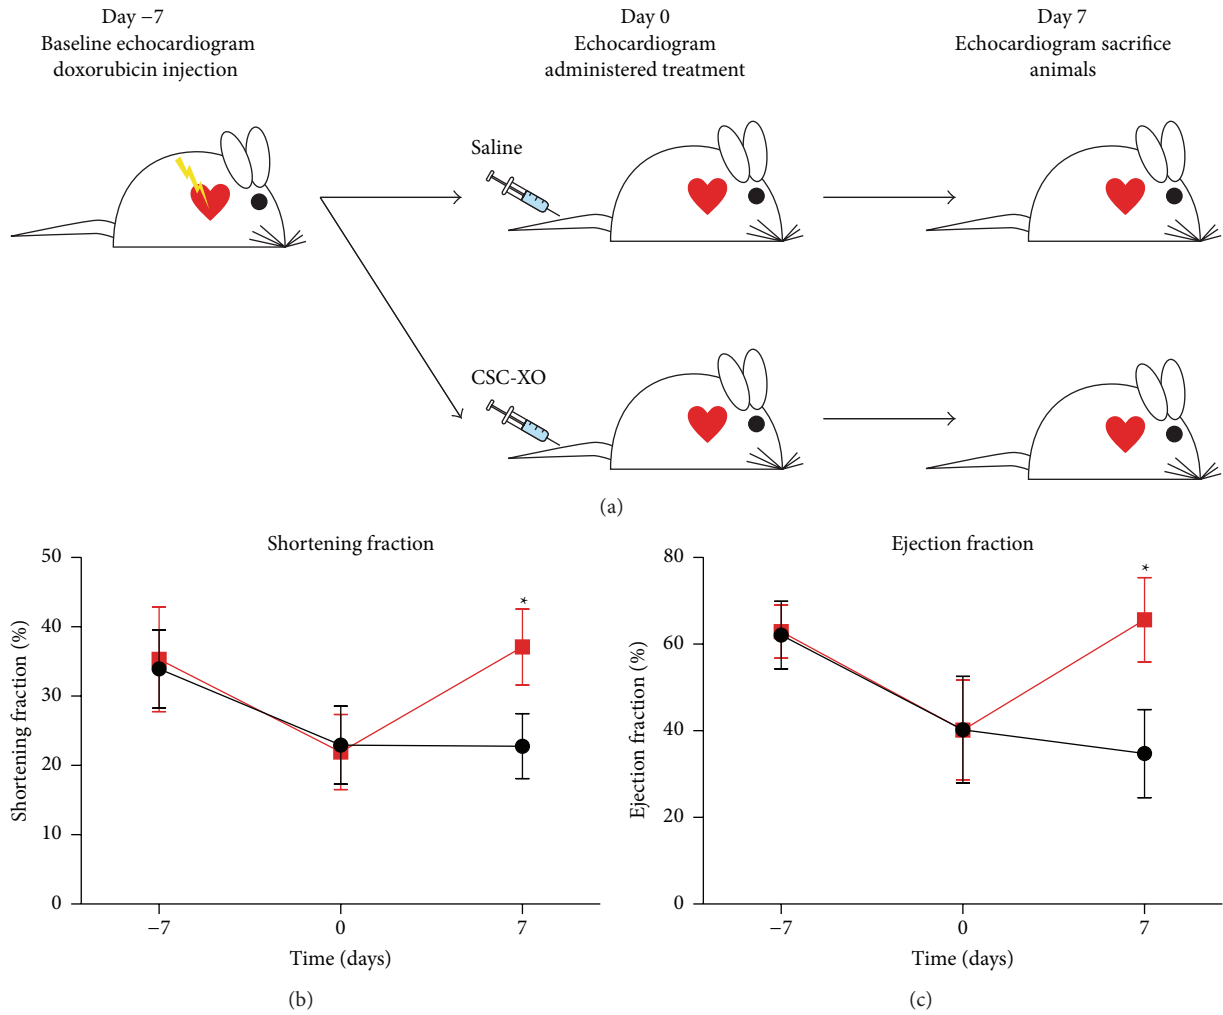 Day −7
Baseline echocardiogram
doxorubicin injection
Day 0
Echocardiogram
administered treatment
Day 7
Echocardiogram sacrifice
animals
Saline
CSC-XO
(a)
Shortening fraction
Shortening fraction (%)
50
40
30
20
10
0
*
−7
0
7
Time (days)
(b)
Ejection fraction
Ejection fraction (%)
80
60
40
20
0
*
−7
0
7
Time (days)
(c)